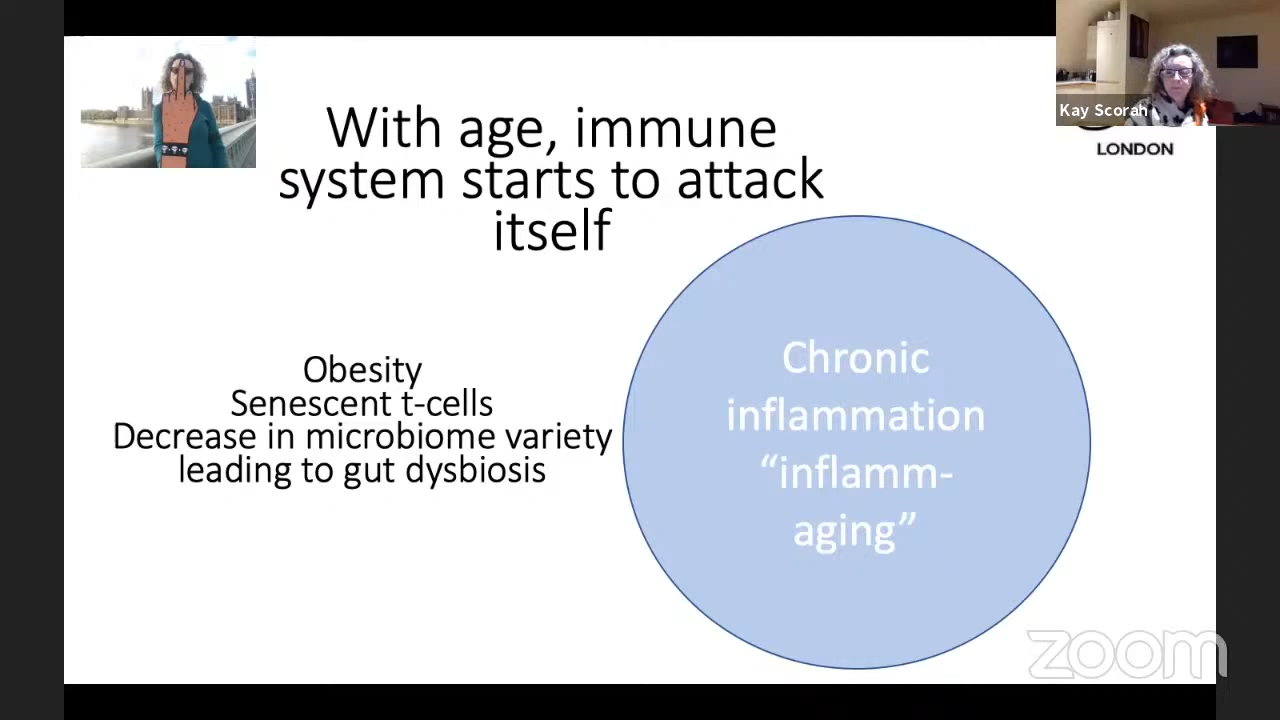 With age, immune
system starts to attack
itself
Kay Scorah
LONDON
Obesity
Senescent t-cells
Decrease in microbiome variety
leading to gut dysbiosis
Chronic
inflammation
“inflamm-
aging”
zoom